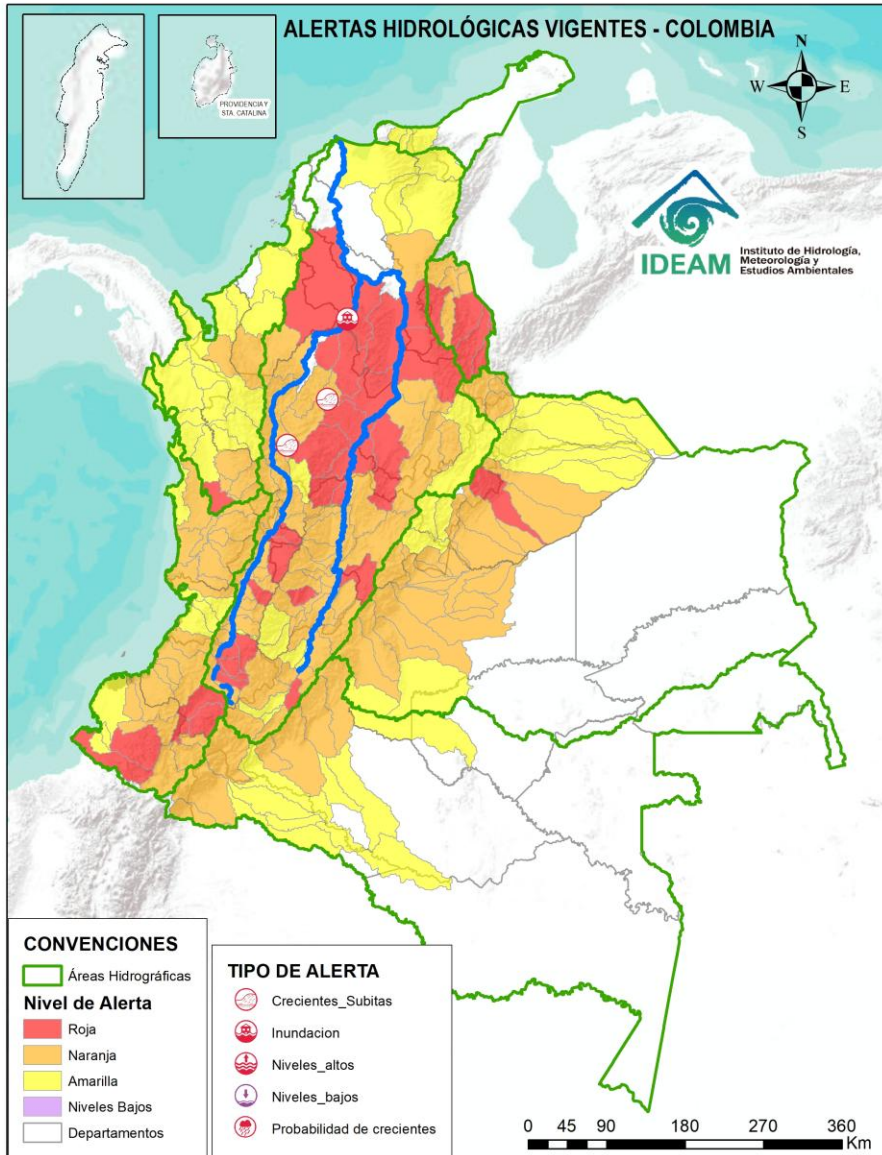 ALERTAS HIDROLÓGICAS VIGENTES - COLOMBIA
PROVIDENCIA Y
STA. CATALINA
N
W
E
S
IDEAM
Instituto de Hidrología,
Meteorología y
Estudios Ambientales
CONVENCIONES
Áreas Hidrográficas
Nivel de Alerta
Roja
Naranja
Amarilla
Niveles Bajos
Departamentos
TIPO DE ALERTA
Crecientes_Subitas
Inundacion
Niveles_altos
Niveles_bajos
Probabilidad de crecientes
0 45 90 180 270 360
Km